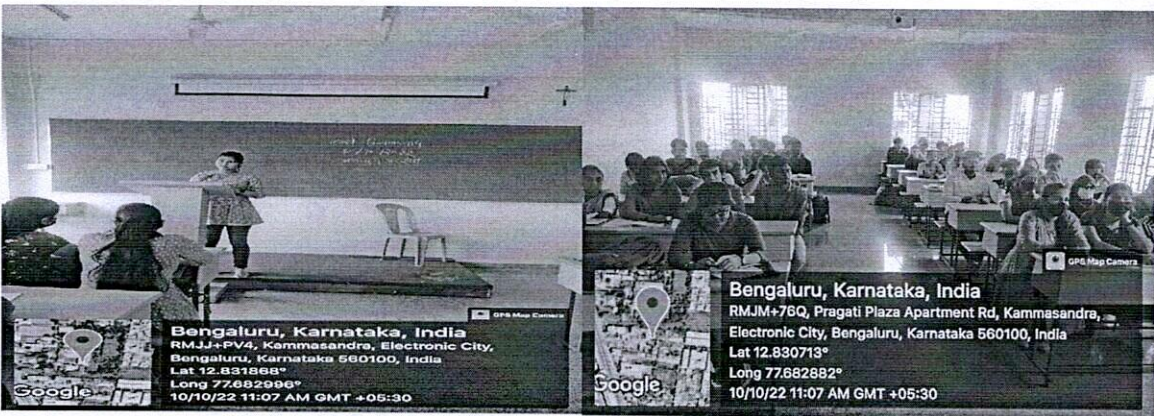 GPS Map Camera
Bengaluru, Karnataka, India
RMJJ+PV4, Kammasandra, Electronic City,
Bengaluru, Karnataka 560100, India
Lat 12.831868°
Long 77.682996°
10/10/22 11:07 AM GMT +05:30
Google
GPS Map Camera
Bengaluru, Karnataka, India
RMJM+76Q, Pragati Plaza Apartment Rd, Kammasandra,
Electronic City, Bengaluru, Karnataka 560100, India
Lat 12.830713°
Long 77.682882°
10/10/22 11:07 AM GMT +05:30
Google